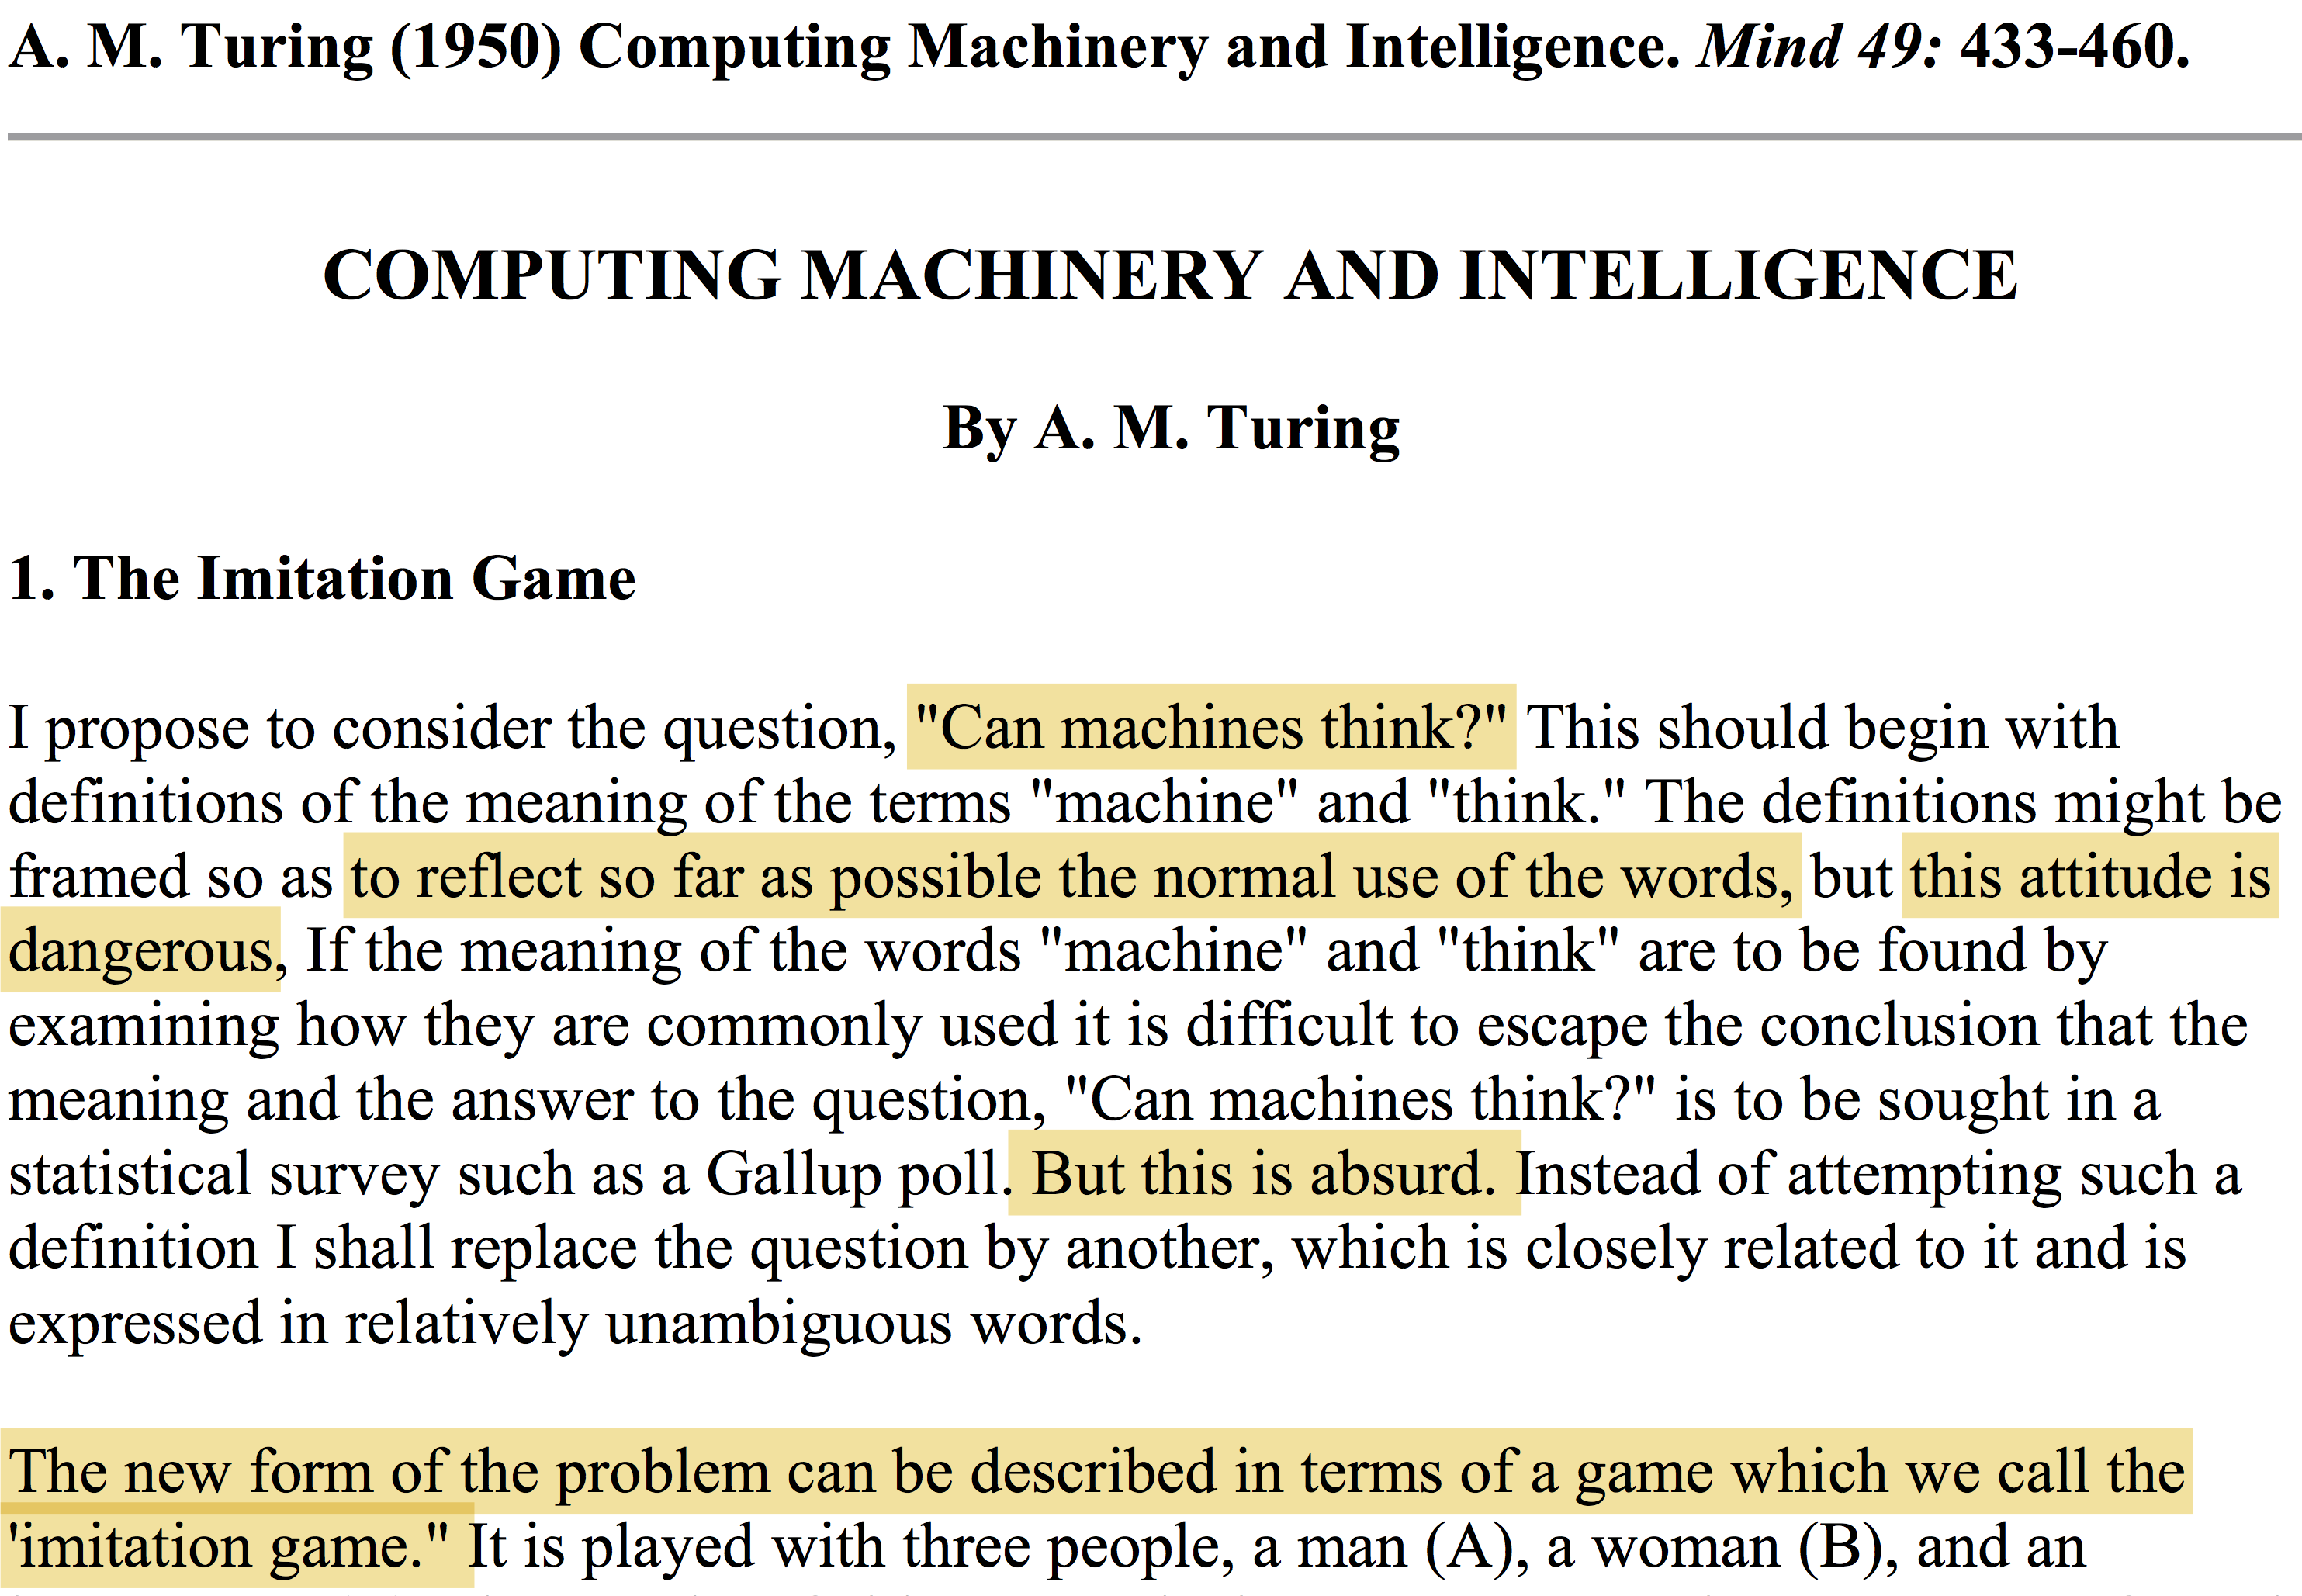 A. M. Turing (1950) Computing Machinery and Intelligence. Mind 49: 433-460.
COMPUTING MACHINERY AND INTELLIGENCE
By A. M. Turing
1. The Imitation Game
I propose to consider the question, "Can machines think?" This should begin with
definitions of the meaning of the terms "machine" and "think." The definitions might be
framed so as to reflect so far as possible the normal use of the words, but this attitude is
dangerous, If the meaning of the words "machine" and "think" are to be found by
examining how they are commonly used it is difficult to escape the conclusion that the
meaning and the answer to the question, "Can machines think?" is to be sought in a
statistical survey such as a Gallup poll. But this is absurd. Instead of attempting such a
definition I shall replace the question by another, which is closely related to it and is
expressed in relatively unambiguous words.
The new form of the problem can be described in terms of a game which we call the
'imitation game." It is played with three people, a man (A), a woman (B), and an